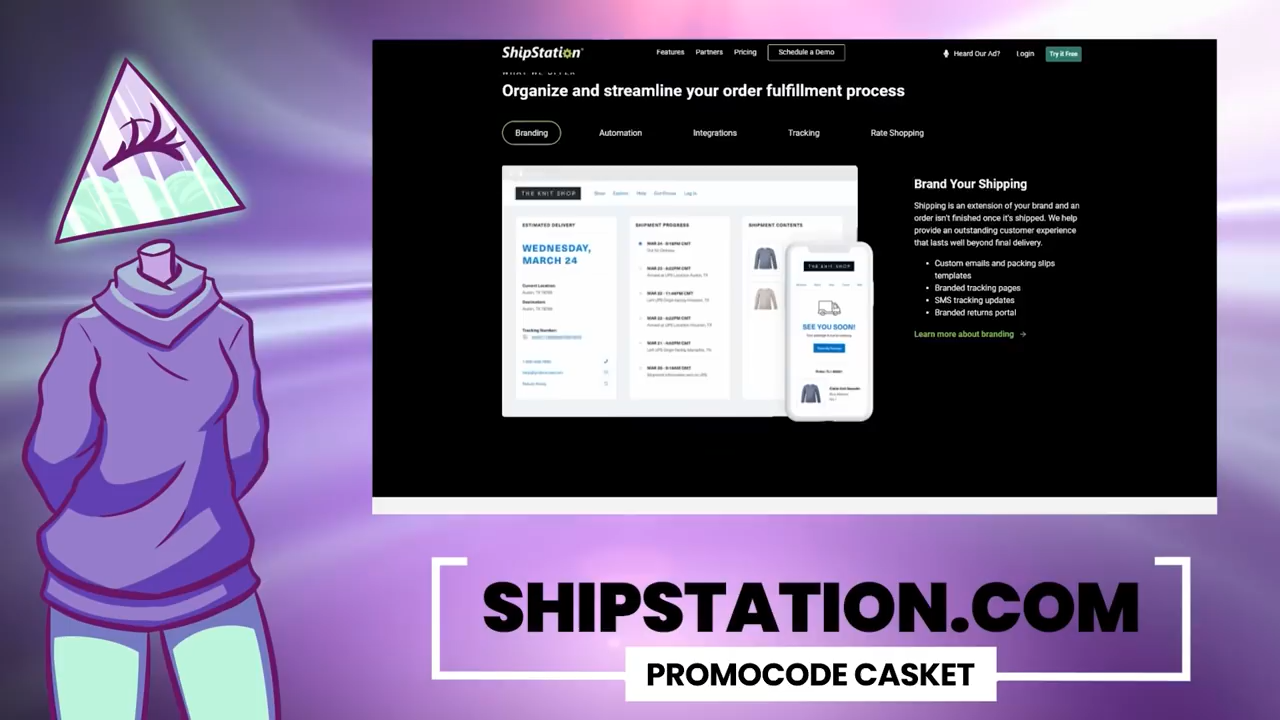 ShipStation
Features
Partners
Pricing
Schedule a Demo
Heard Our Ad?
Login
Try it Free
Organize and streamline your order fulfillment process
Branding
Automation
Integrations
Tracking
Rate Shopping
THE KNIT SHOP
ESTIMATED DELIVERY
WEDNESDAY,
MARCH 24
Current Location:
Tracking Number:
SHIPMENT PROGRESS
SHIPMENT CONTENTS
THE KNIT SHOP
SEE YOU SOON!
Brand Your Shipping
Shipping is an extension of your brand and an
order isn't finished once it's shipped. We help
provide an outstanding customer experience
that lasts well beyond final delivery.
• Custom emails and packing slips
templates
• Branded tracking pages
• SMS tracking updates
• Branded returns portal
Learn more about branding →
SHIPSTATION.COM
PROMOCODE CASKET